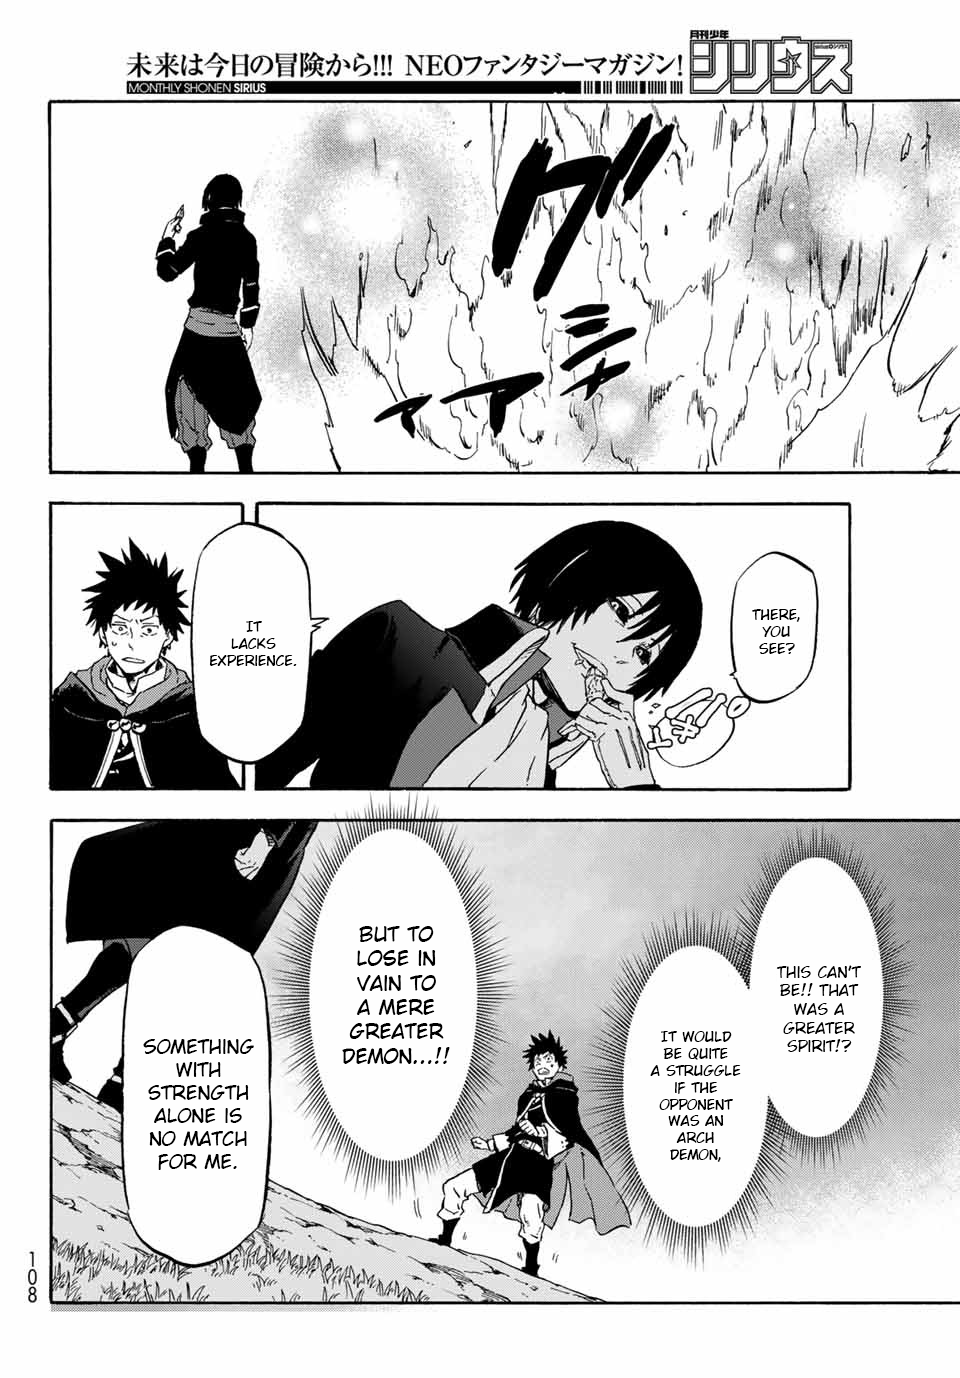 月刊少年
シリウス
未来は今日の冒険から!!! NEOファンタジーマガジン!
MONTHLY SHONEN SIRIUS
グ
シ
ャ
ア
ア
THERE,
YOU
SEE?
IT
LACKS
EXPERIENCE.
THIS CAN'T
BE!! THAT
WAS A
GREATER
SPIRIT!?
IT WOULD
BE QUITE
A STRUGGLE
IF THE
OPPONENT
WAS AN
ARCH
DEMON,
BUT TO
LOSE IN
VAIN TO
A MERE
GREATER
DEMON...!!
SOMETHING
WITH
STRENGTH
ALONE IS
NO MATCH
FOR ME.
108